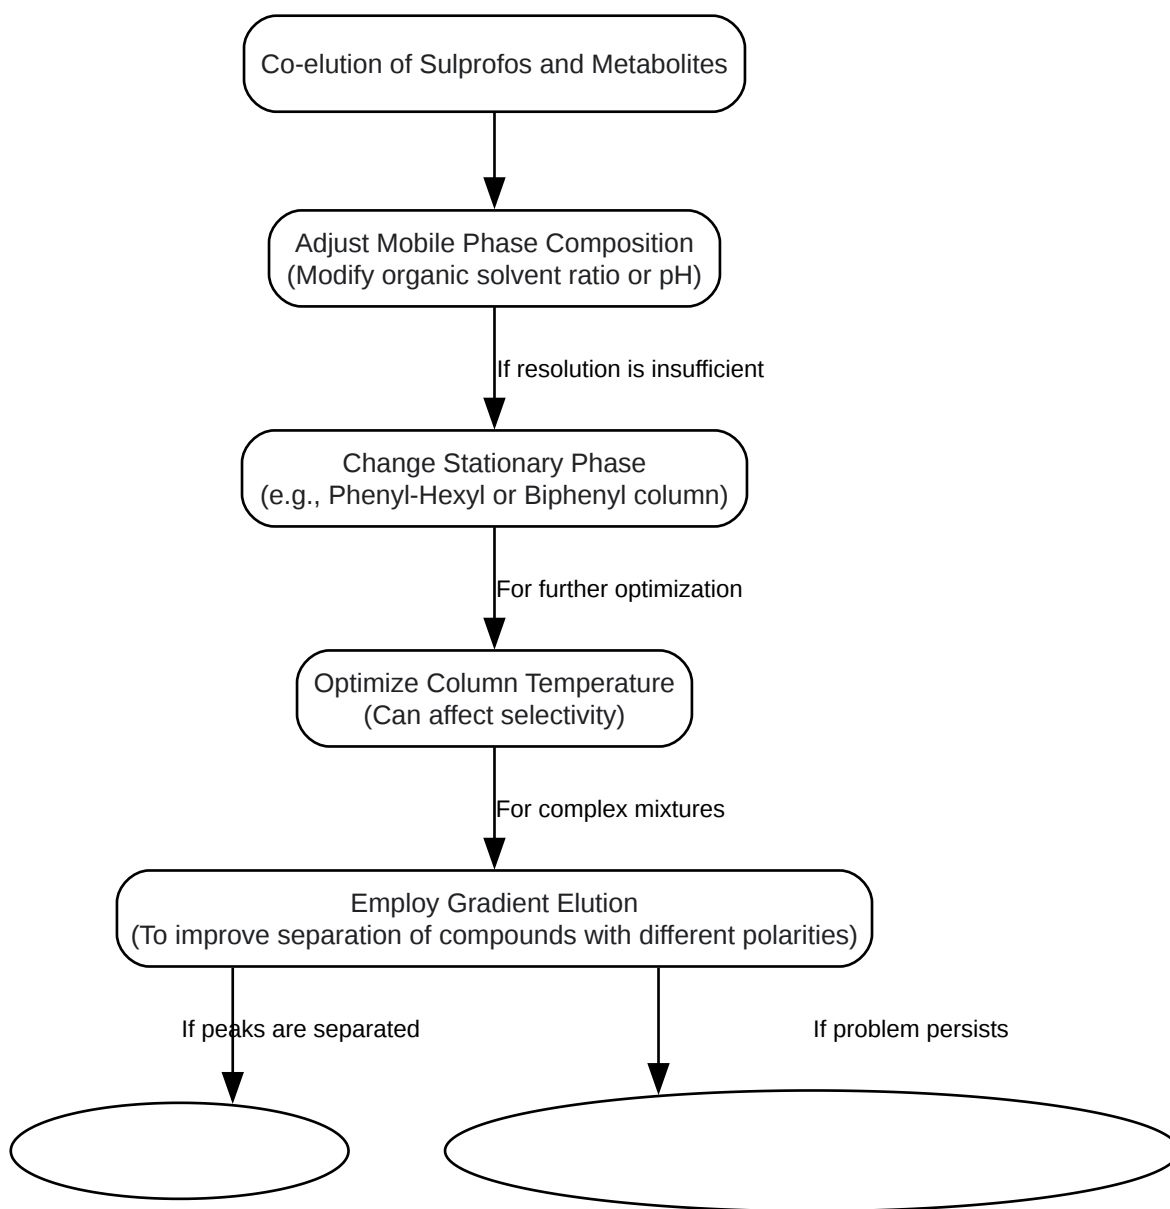 Co-elution of Sulprofos and Metabolites
Adjust Mobile Phase Composition
(Modify organic solvent ratio or pH)
If resolution is insufficient
Change Stationary Phase
(e.g., Phenyl-Hexyl or Biphenyl column)
For further optimization
Optimize Column Temperature
(Can affect selectivity)
For complex mixtures
Employ Gradient Elution
(To improve separation of compounds with different polarities)
If peaks are separated
If problem persists